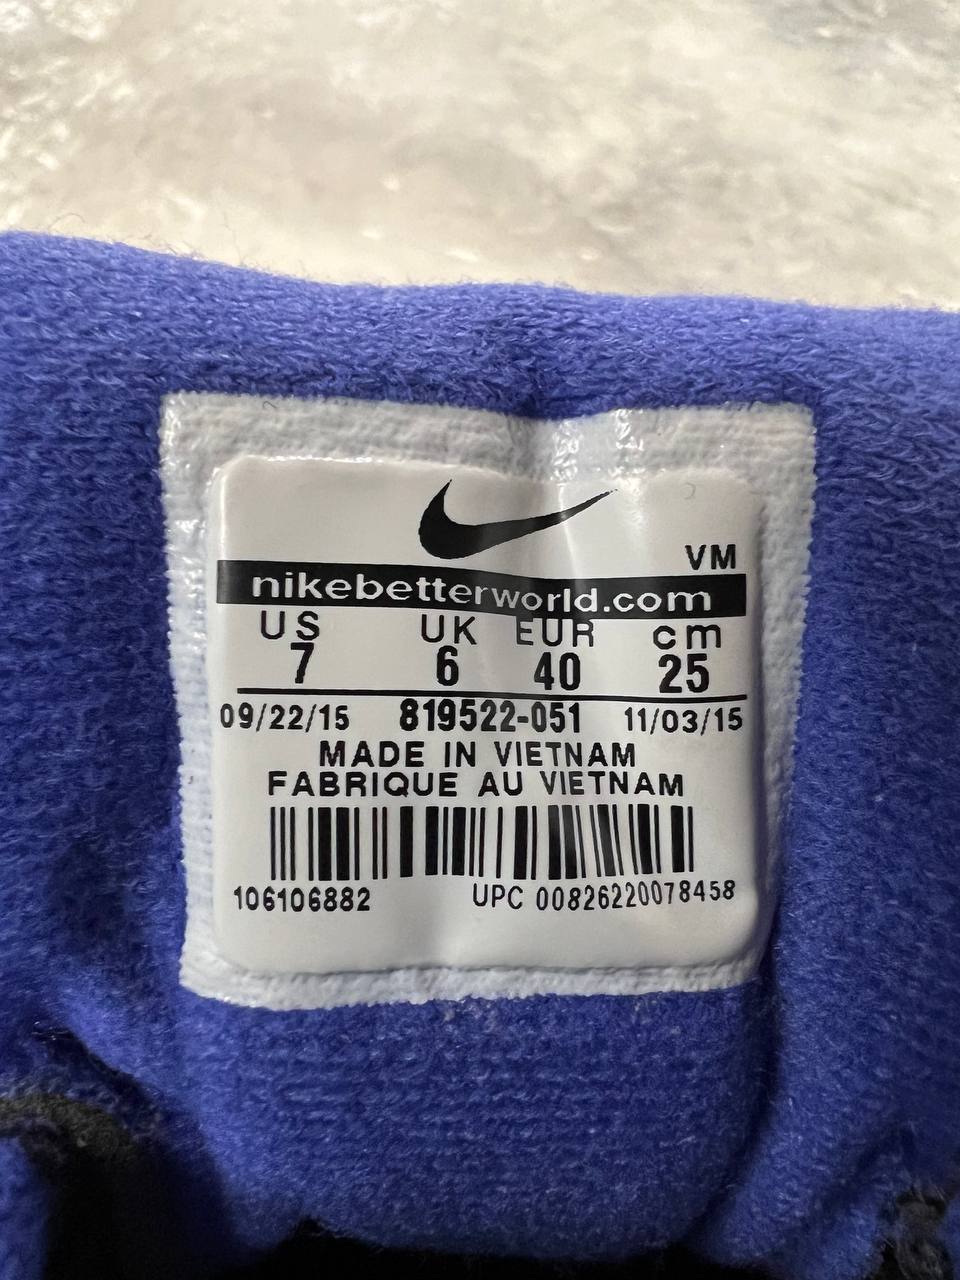 VM
nikebetterworld.com
US UK EUR cm
7 6 40 25
09/22/15 819522-051 11/03/15
MADE IN VIETNAM
FABRIQUE AU VIETNAM
106106882 UPC 00826220078458